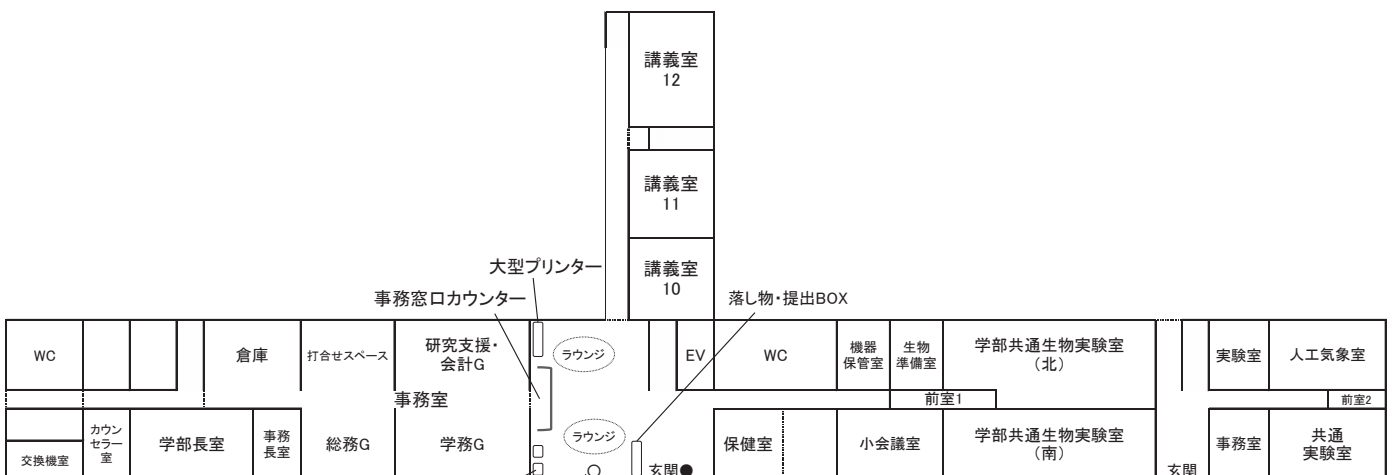 講義室
12
講義室
11
講義室
10
大型プリンター
事務窓口カウンター
落し物・提出BOX
WC
倉庫
打合せスペース
研究支援・
会計G
ラウンジ
EV
WC
機器
保管室
生物
準備室
学部共通生物実験室
(北)
実験室
人工気象室
事務室
前室1
前室2
カウン
セラー
室
交換機室
学部長室
事務
長室
総務G
学務G
ラウンジ
玄関●
保健室
小会議室
学部共通生物実験室
(南)
玄関
事務室
共通
実験室